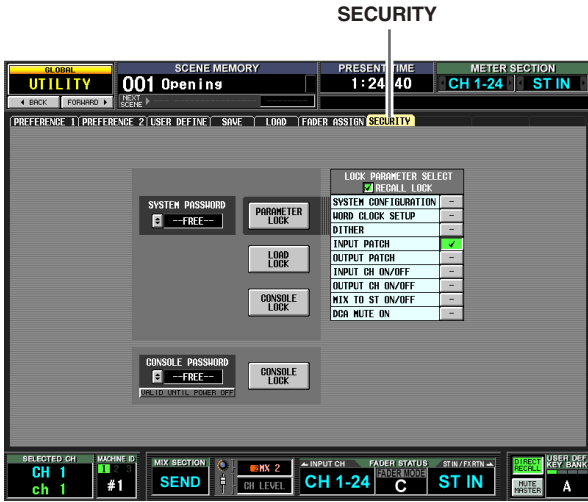 SECURITY
GLOBAL
UTILITY
BACK FORWARD
SCENE MEMORY
001 Opening
NEXT SCENE
PRESENT TIME
1:24 40
METER SECTION
CH 1-24 ST IN
PREFERENCE 1 PREFERENCE 2 USER DEFINE SAVE LOAD FADER ASSIGN SECURITY
SYSTEM PASSWORD
--FREE--
PARAMETER LOCK
LOAD LOCK
CONSOLE LOCK
LOCK PARAMETER SELECT
RECALL LOCK
SYSTEM CONFIGURATION -
WORD CLOCK SETUP -
DITHER -
INPUT PATCH ✓
OUTPUT PATCH -
INPUT CH ON/OFF -
OUTPUT CH ON/OFF -
MIX TO ST ON/OFF -
DCA MUTE ON -
CONSOLE PASSWORD
--FREE--
VALID UNTIL POWER OFF
CONSOLE LOCK
SELECTED CH
CH 1
ch 1
MACHINE ID
1 2 3
#1
MIX SECTION
SEND
MX 2
CH LEVEL
INPUT CH FADER STATUS STIN/FXRTN
CH 1-24
FADER MODE
C
ST IN
DIRECT RECALL
MUTE MASTER
USER DEF
KEY BANK
A